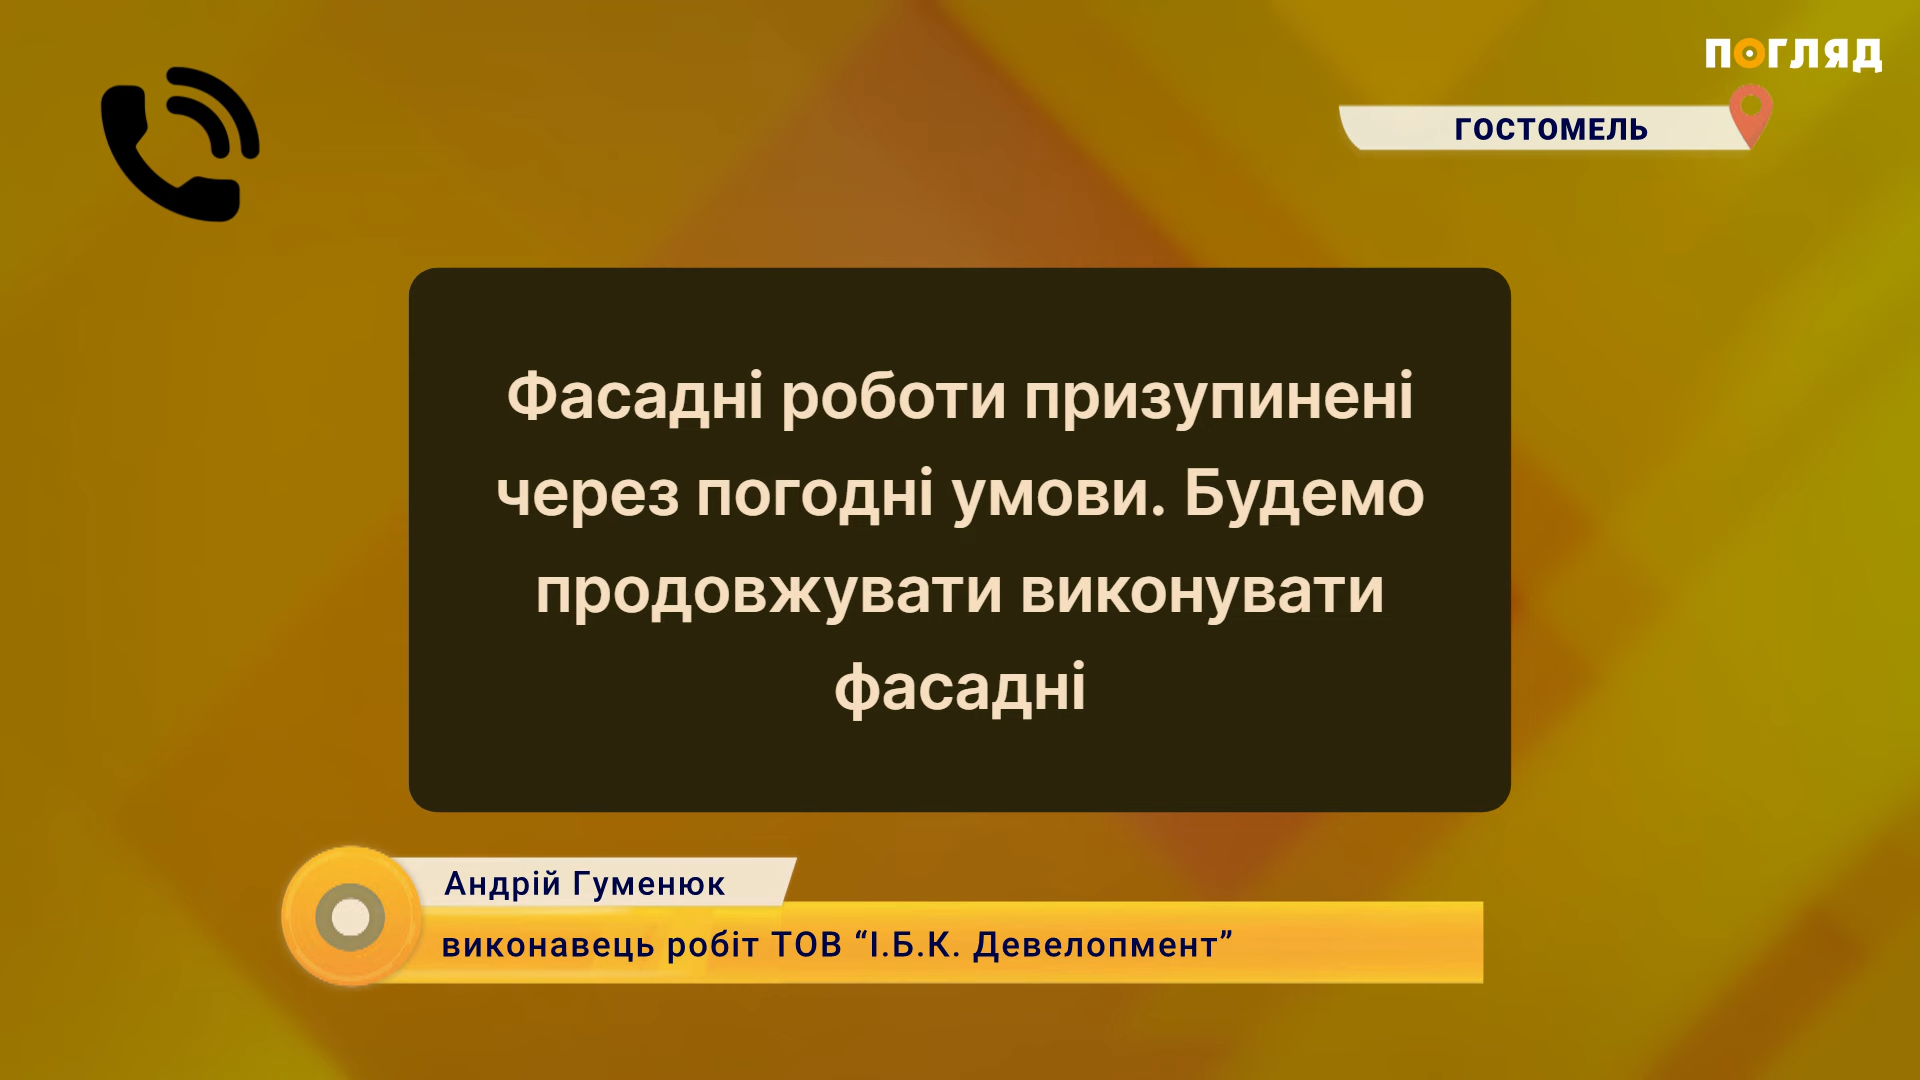 ПОГЛЯД
ГОСТОМЕЛЬ
Фасадні роботи призупинені
через погодні умови. Будемо
продовжувати виконувати
фасадні
Андрій Гуменюк
виконавець робіт ТОВ “І.Б.К. Девелопмент”